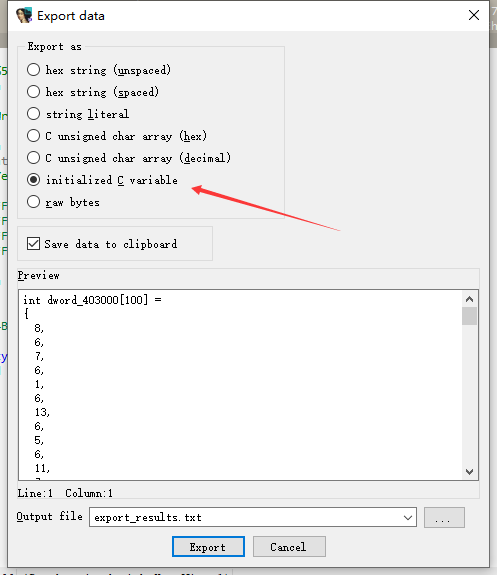 Export data
Export as
hex string (unspaced)
hex string (spaced)
string literal
C unsigned char array (hex)
C unsigned char array (decimal)
initialized C variable
raw bytes
Save data to clipboard
Preview
int dword_403000[100] =
{
8,
6,
7,
6,
1,
6,
13,
6,
5,
6,
11,
Line:1 Column:1
Output file export_results.txt ...
Export Cancel